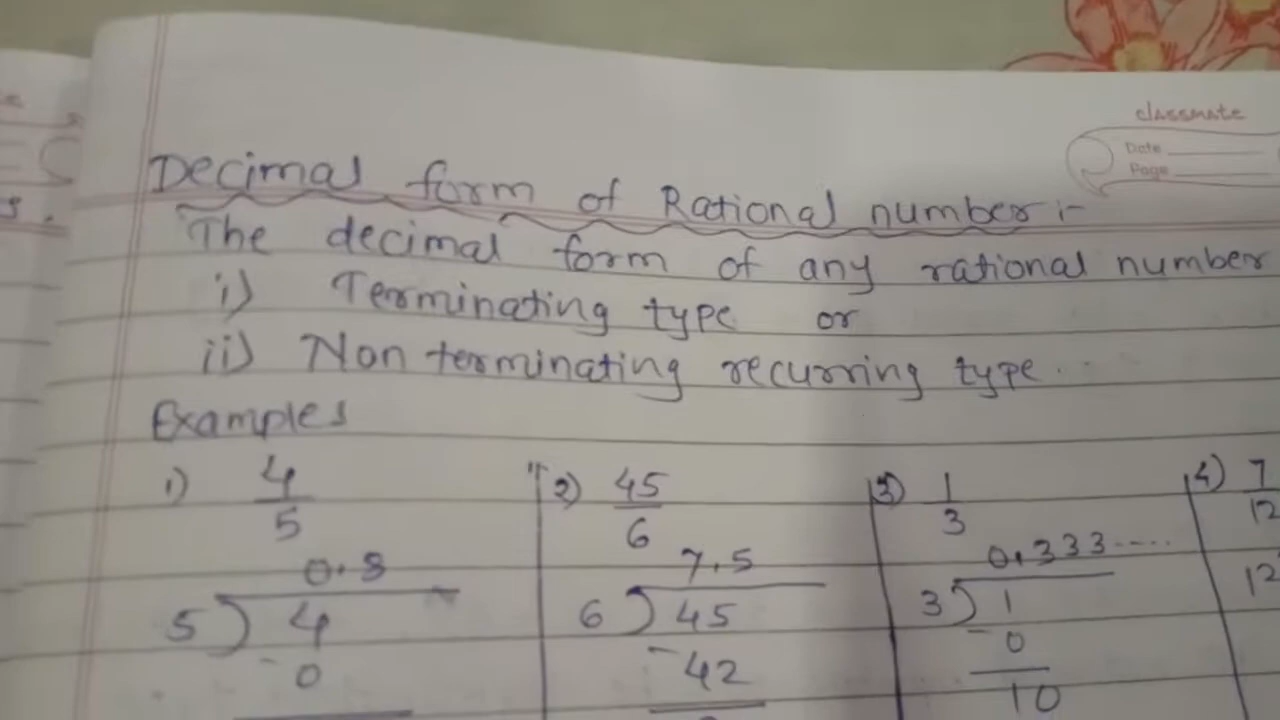 classmate
Date
Page
Decimal form of Rational number :-
The decimal form of any rational number
i) Terminating type or
ii) Non terminating recurring type.
Examples
1) 4/5 2) 45/6 3) 1/3 4) 7/12
0.8 7.5 0.333....
5) 4 6) 45 3) 1 12
-0 -42 -0
10